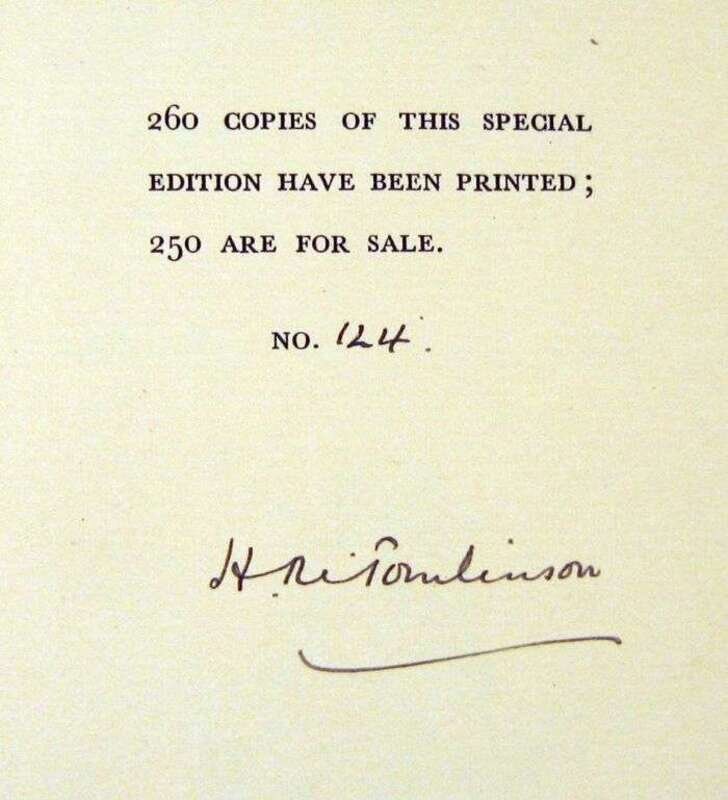 260 COPIES OF THIS SPECIAL
EDITION HAVE BEEN PRINTED;
250 ARE FOR SALE.
NO. 124.
H. M. Tomlinson